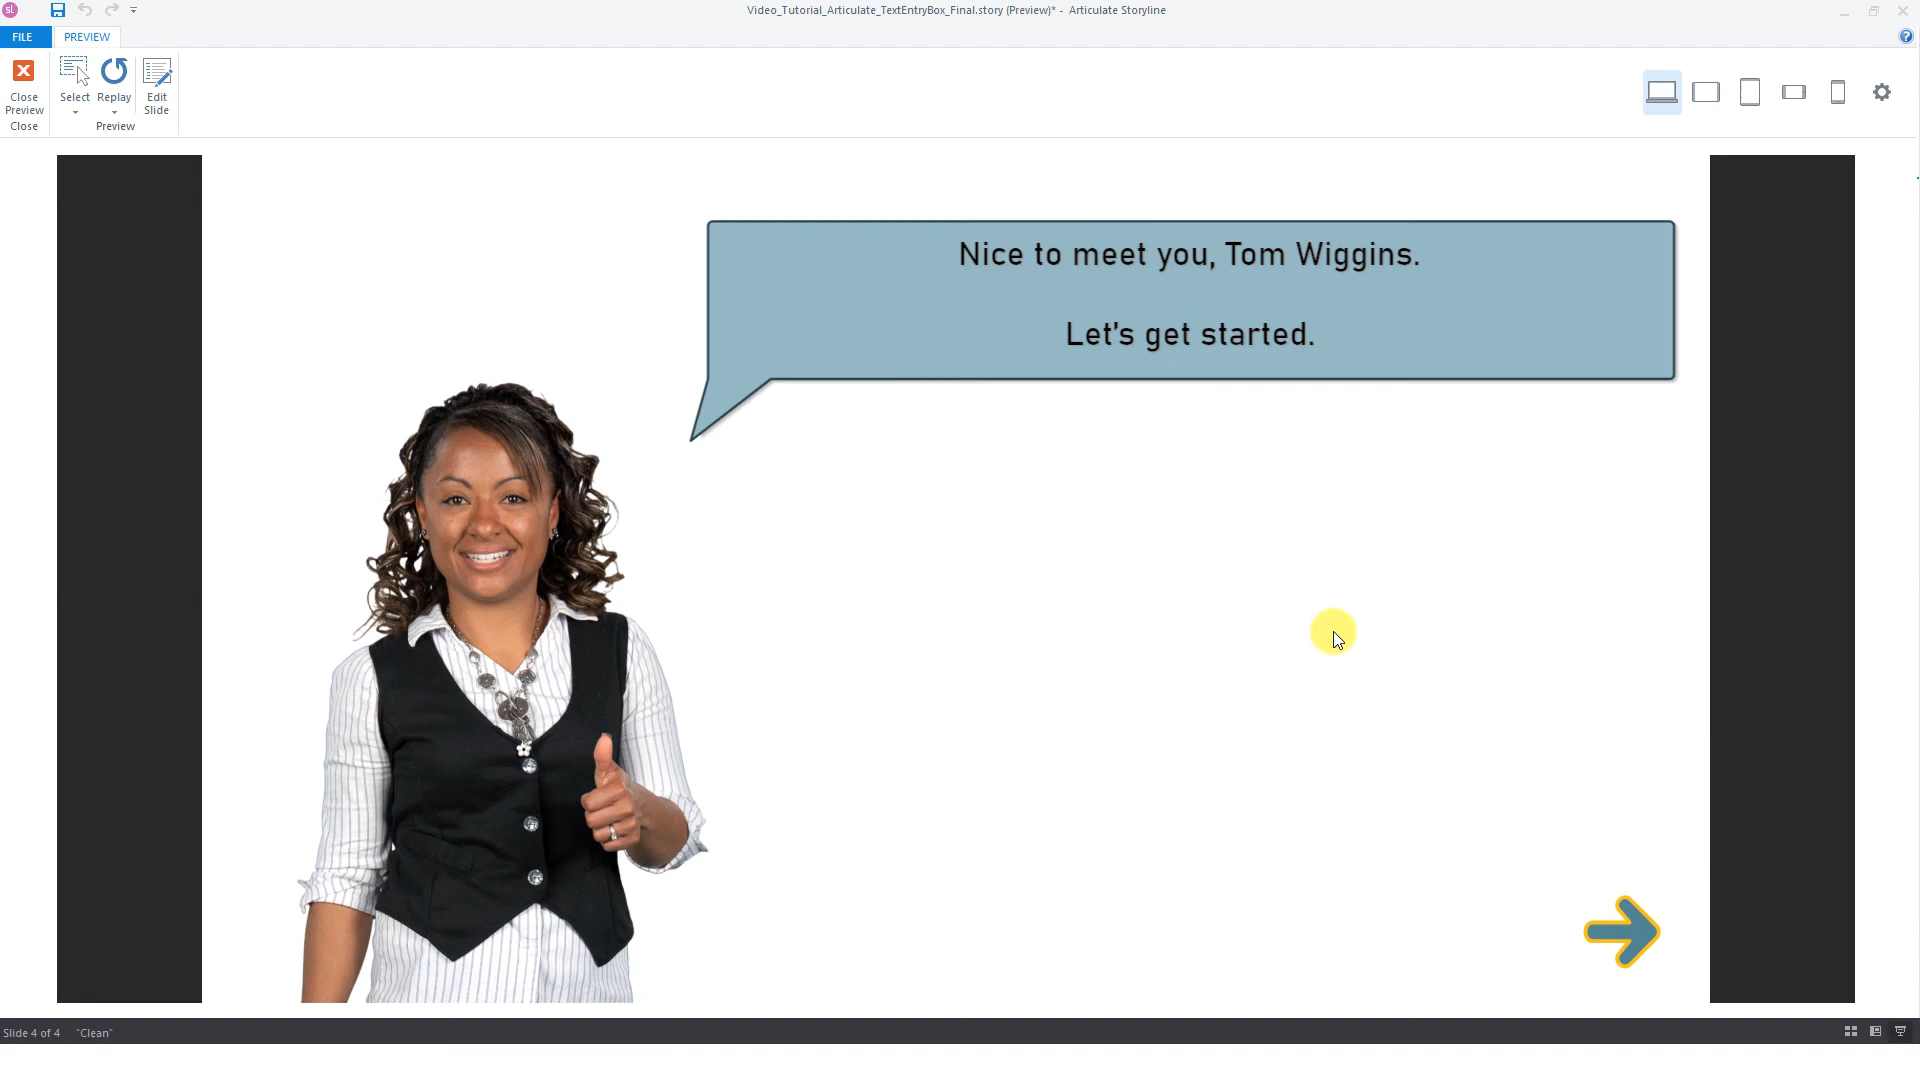 SL
Video_Tutorial_Articulate_TextEntryBox_Final.story (Preview)* - Articulate Storyline
FILE
PREVIEW
?
Close
Preview
Select
Replay
Edit
Slide
Close
Preview
Nice to meet you, Tom Wiggins.
Let's get started.
Slide 4 of 4
"Clean"